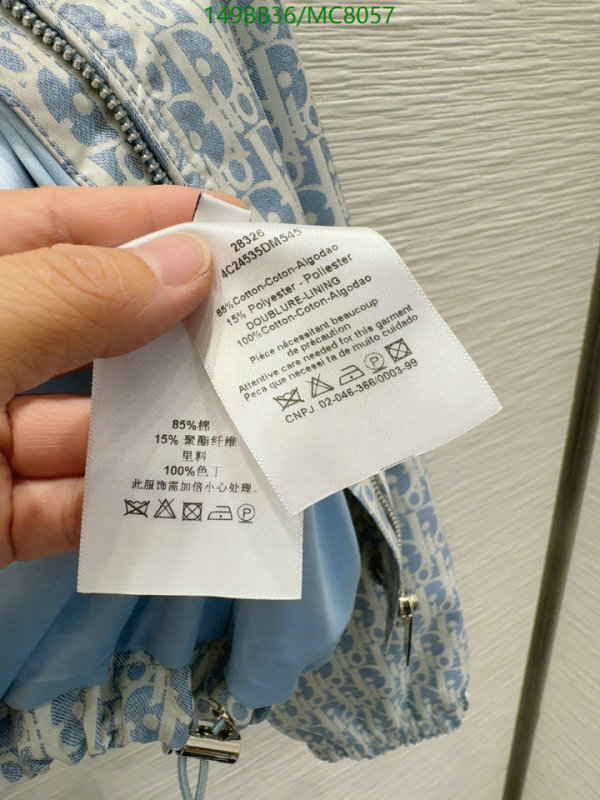 149BB36/MC8057
28326
4C24535DM545
85%Cotton-Coton-Algodao
15% Polyester - Poliester
DOUBLURE-LINING
100%Cotton-Coton-Algodao
Pièce nécessitant beaucoup
de précaution
Attentive care needed for this garment
Peca que necessi ta de muito cuidado
CNPJ. 02-046-366/0003-99
85%棉
15% 聚酯纤维
里料
100%色丁
此服饰需加倍小心处理。
P